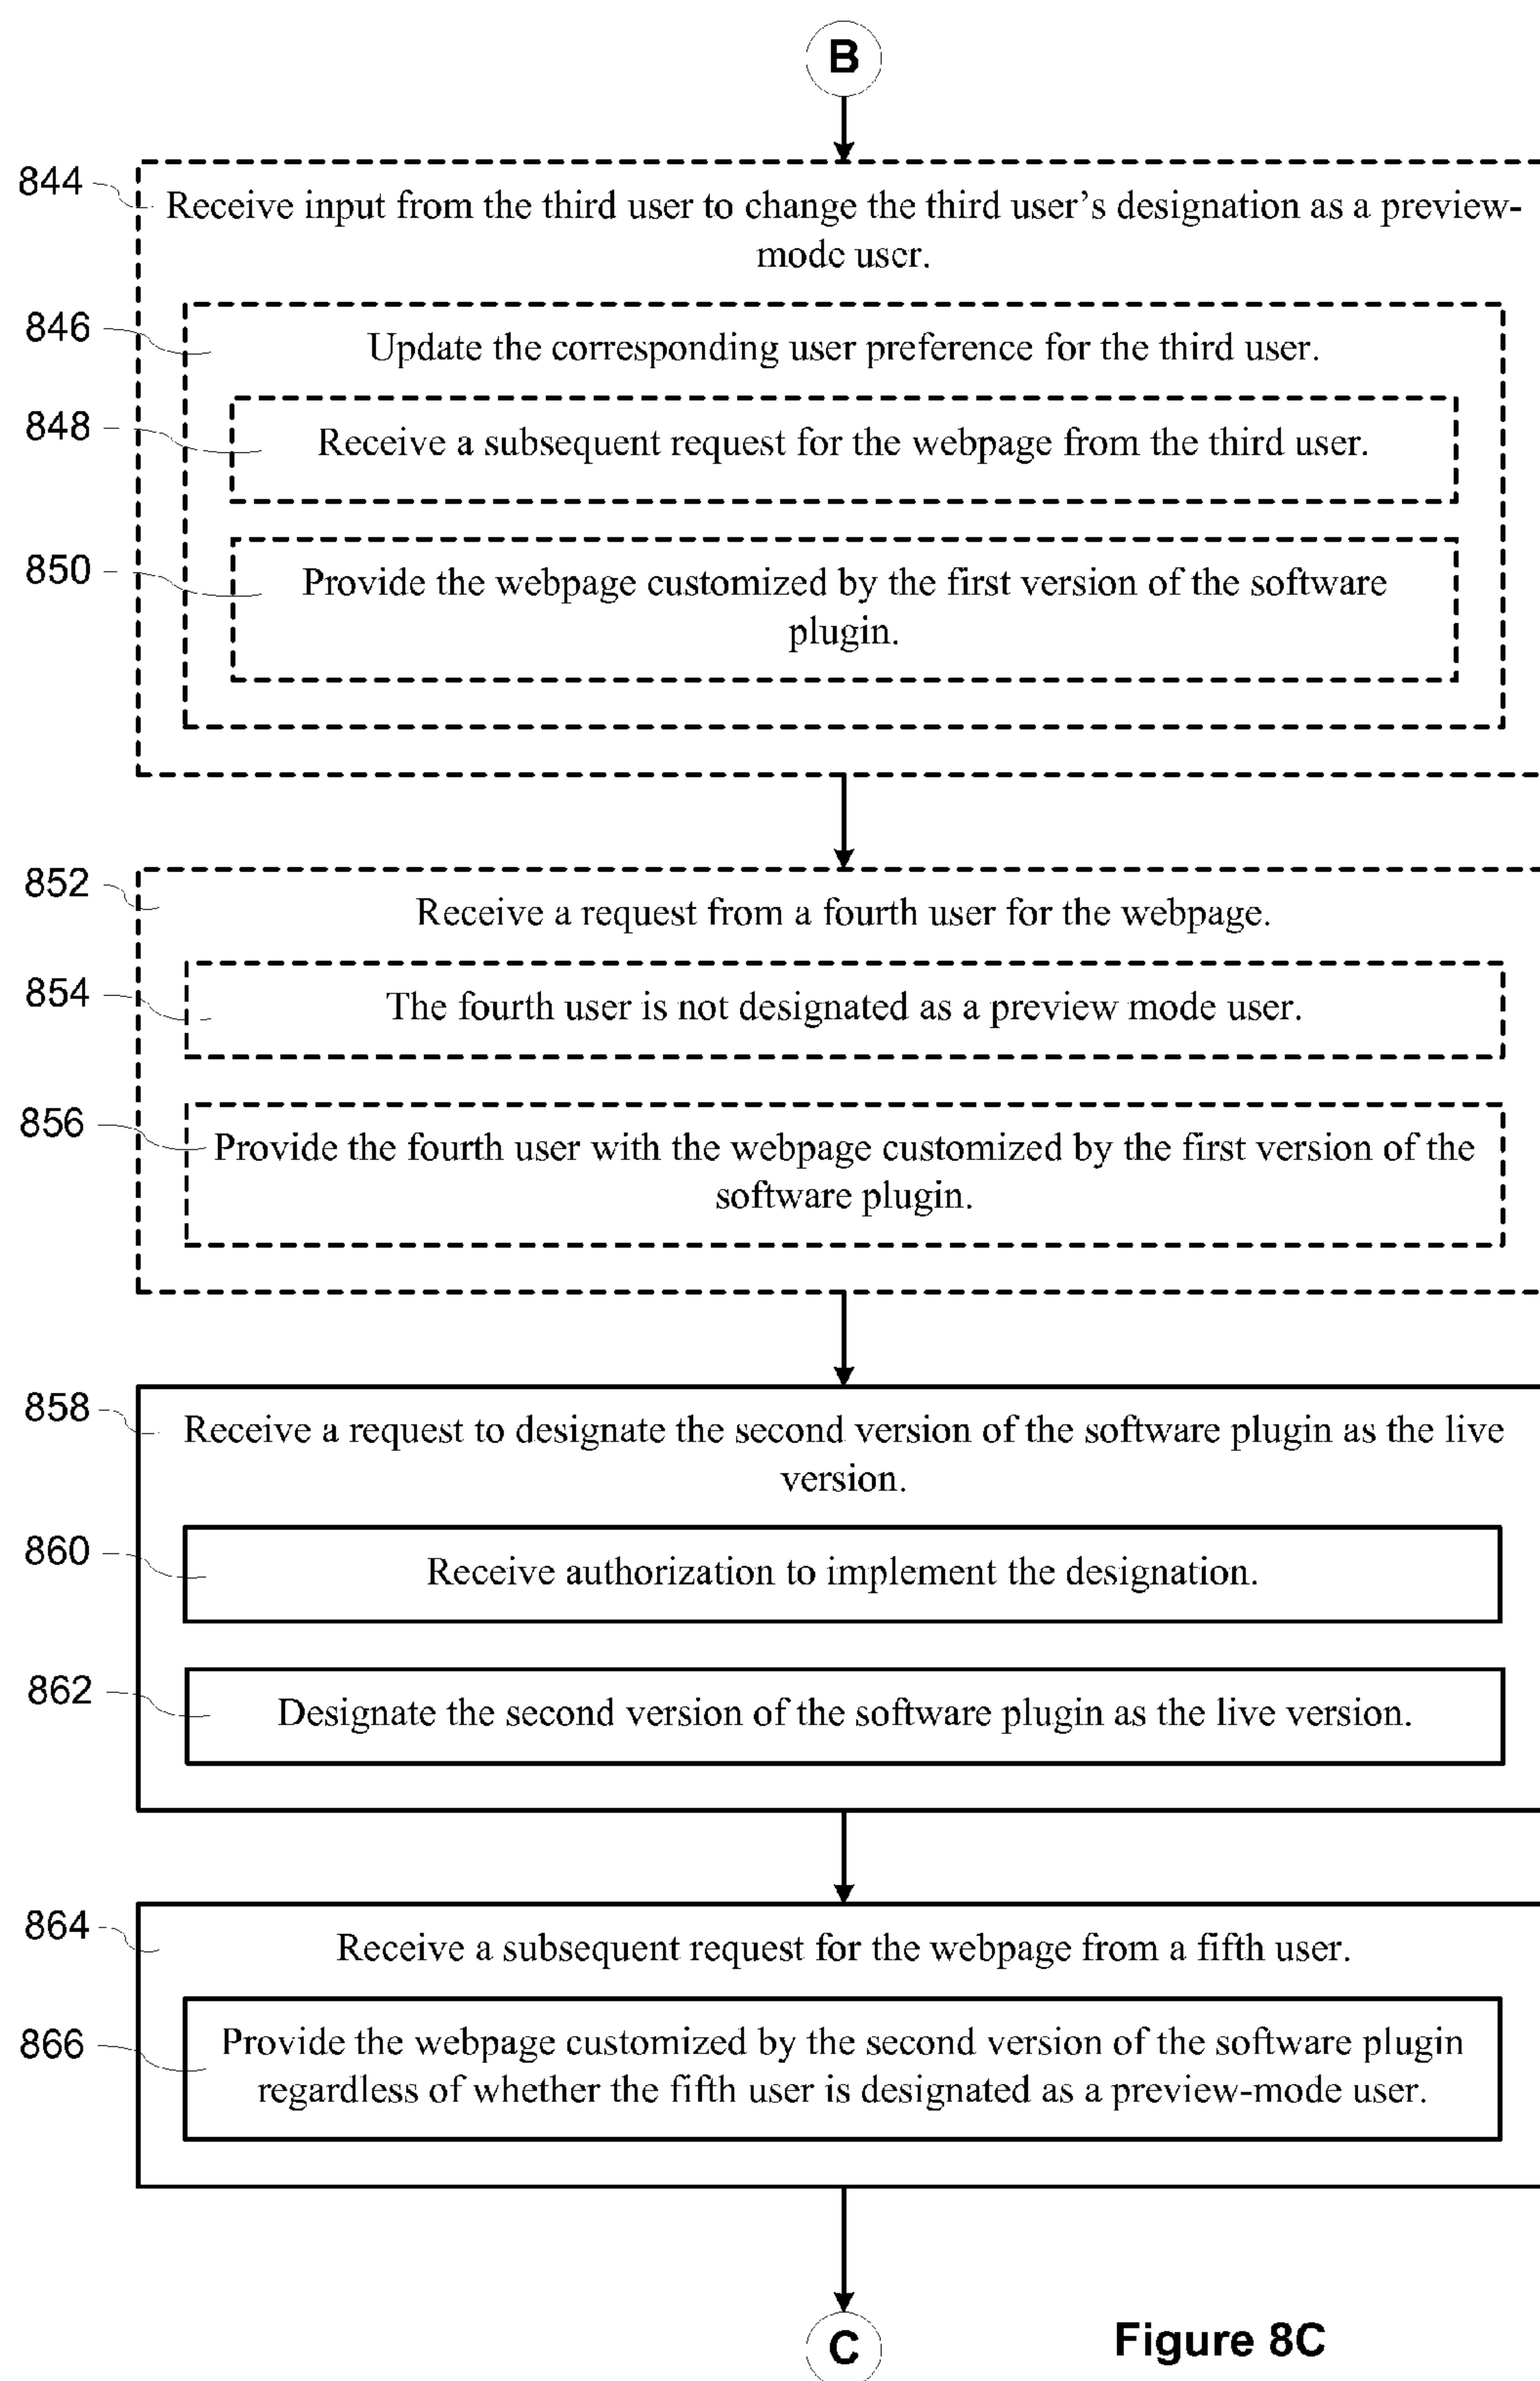 B
844
Receive input from the third user to change the third user’s designation as a preview-
mode user.
846
Update the corresponding user preference for the third user.
848
Receive a subsequent request for the webpage from the third user.
850
Provide the webpage customized by the first version of the software
plugin.
852
Receive a request from a fourth user for the webpage.
854
The fourth user is not designated as a preview mode user.
856
Provide the fourth user with the webpage customized by the first version of the
software plugin.
858
Receive a request to designate the second version of the software plugin as the live
version.
860
Receive authorization to implement the designation.
862
Designate the second version of the software plugin as the live version.
864
Receive a subsequent request for the webpage from a fifth user.
866
Provide the webpage customized by the second version of the software plugin
regardless of whether the fifth user is designated as a preview-mode user.
C
Figure 8C